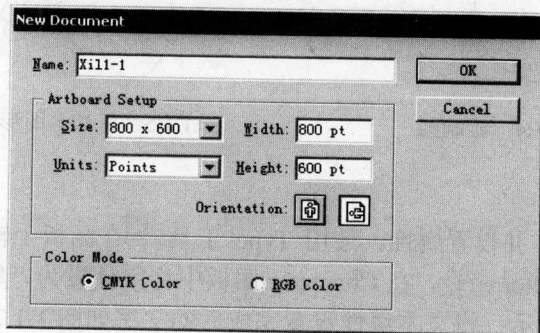 New Document
Name: Xil1-1
OK
Artboard Setup
Cancel
Size: 800 x 600 Width: 800 pt
Units: Points Height: 600 pt
Orientation:
Color Mode
CMYK Color RGB Color